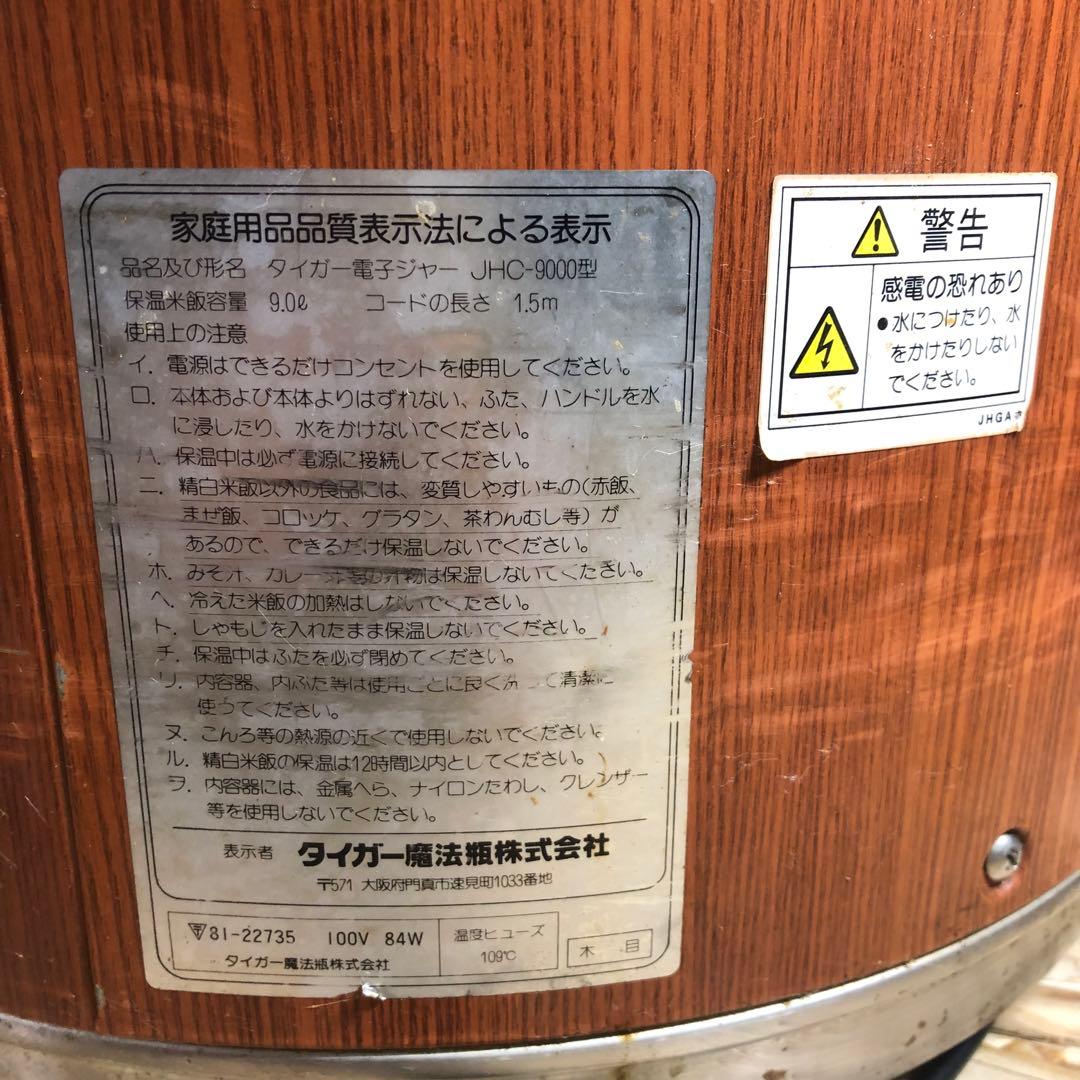 家庭用品品質表示法による表示
品名及び形名 タイガー電子ジャー JHC-9000型
保温米飯容量 9.0ℓ コードの長さ 1.5m
使用上の注意
イ. 電源はできるだけコンセントを使用してください。
ロ. 本体および本体よりはずれない、ふた、ハンドルを水
に浸したり、水をかけないでください。
ハ. 保温中は必ず電源に接続してください。
ニ. 精白米飯以外の食品には、変質しやすいもの(赤飯、
まぜ飯、コロッケ、グラタン、茶わんむし等)が
あるので、できるだけ保温しないでください。
ホ. みそ汁、カレー等の汁物は保温しないでください。
ヘ. 冷えた米飯の加熱はしないでください。
ト. しゃもじを入れたまま保温しないでください。
チ. 保温中はふたを必ず閉めてください。
リ. 内容器、内ふた等は使用ごとに良く洗って清潔に
使ってください。
ヌ. こんろ等の熱源の近くで使用しないでください。
ル. 精白米飯の保温は12時間以内としてください。
ヲ. 内容器には、金属へら、ナイロンたわし、クレンザー
等を使用しないでください。
表示者 タイガー魔法瓶株式会社
〒571 大阪府門真市速見町1033番地
81-22735 100V 84W
タイガー魔法瓶株式会社
温度ヒューズ
109℃
木目
警告
感電の恐れあり
●水につけたり、水
をかけたりしない
でください。
JHGA